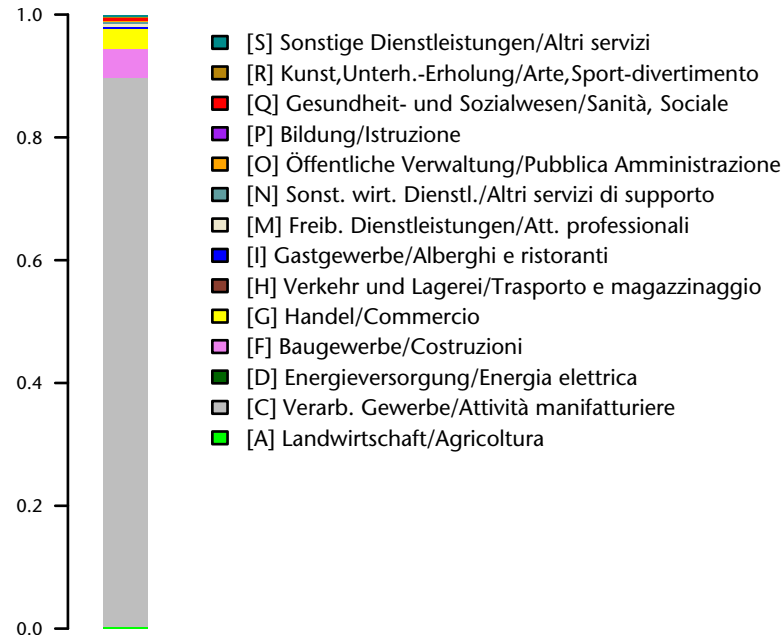 1.0
0.8
0.6
0.4
0.2
0.0
[S] Sonstige Dienstleistungen/Altri servizi
[R] Kunst,Unterh.-Erholung/Arte,Sport-divertimento
[Q] Gesundheit- und Sozialwesen/Sanità, Sociale
[P] Bildung/Istruzione
[O] Öffentliche Verwaltung/Pubblica Amministrazione
[N] Sonst. wirt. Dienstl./Altri servizi di supporto
[M] Freib. Dienstleistungen/Att. professionali
[I] Gastgewerbe/Alberghi e ristoranti
[H] Verkehr und Lagerei/Trasporto e magazzinaggio
[G] Handel/Commercio
[F] Baugewerbe/Costruzioni
[D] Energieversorgung/Energia elettrica
[C] Verarb. Gewerbe/Attività manifatturiere
[A] Landwirtschaft/Agricoltura